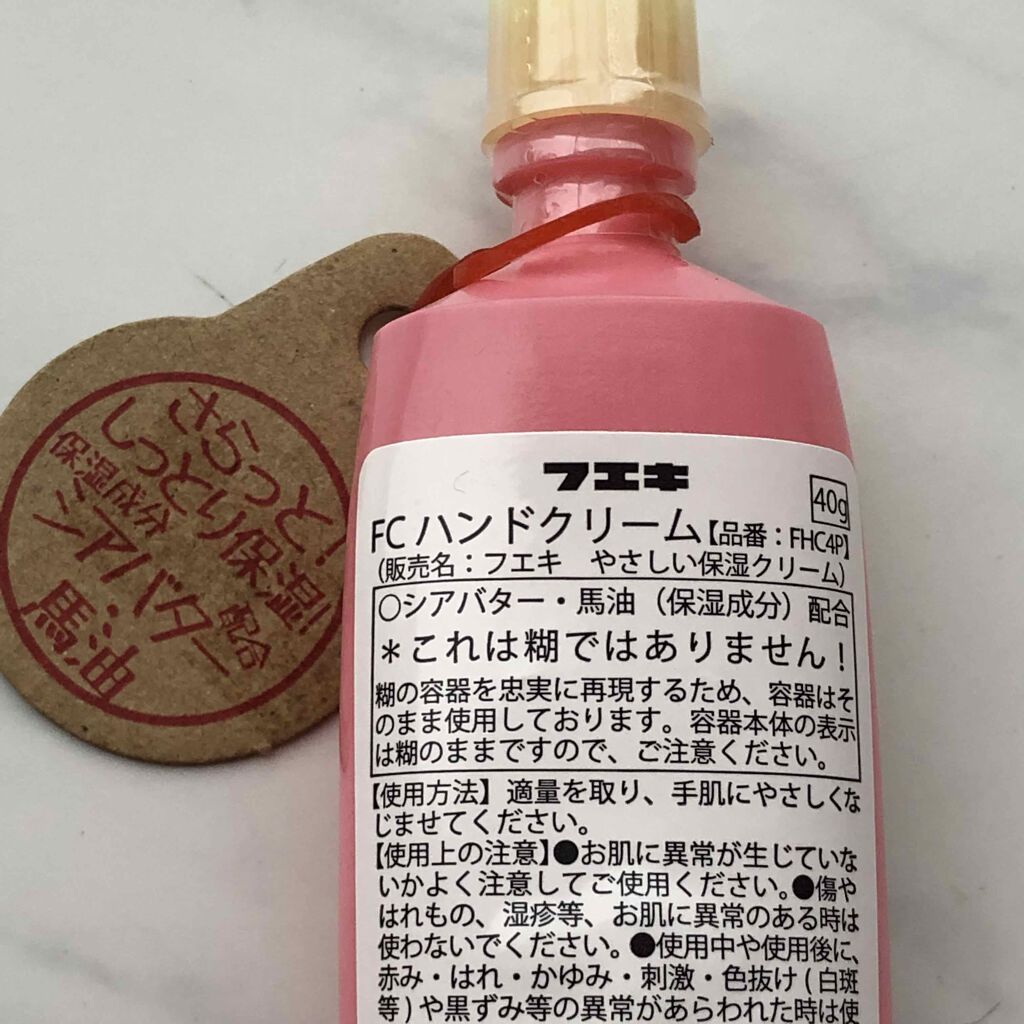 さらっと
しっとり保湿!!
保湿成分
シアバター
馬油
配合
フエキ
40g
FCハンドクリーム【品番：FHC4P】
（販売名：フエキ　やさしい保湿クリーム）
○シアバター・馬油（保湿成分）配合
＊これは糊ではありません！
糊の容器を忠実に再現するため、容器はそ
のまま使用しております。容器本体の表示
は糊のままですので、ご注意ください。
【使用方法】適量を取り、手肌にやさしくな
じませてください。
【使用上の注意】●お肌に異常が生じていな
いかよく注意してご使用ください。●傷や
はれもの、湿疹等、お肌に異常のある時は
使わないでください。●使用中や使用後に、
赤み・はれ・かゆみ・刺激・色抜け(白斑
等)や黒ずみ等の異常があらわれた時は使